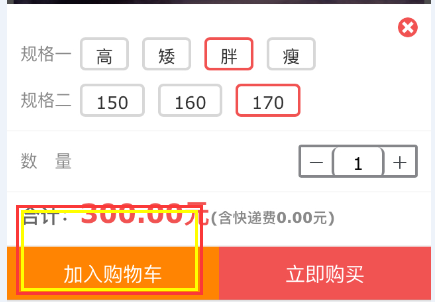 规格一 高 矮 胖 瘦
规格二 150 160 170
数 量 － 1 ＋
合计：300.00元(含快递费0.00元)
加入购物车 立即购买